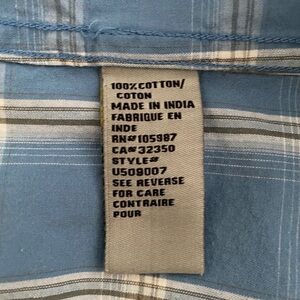 100% COTTON/
COTON
MADE IN INDIA
FABRIQUE EN
INDE
RN# 105987
CA# 32350
STYLE#
US09007
SEE REVERSE
FOR CARE
CONTRAIRE
POUR